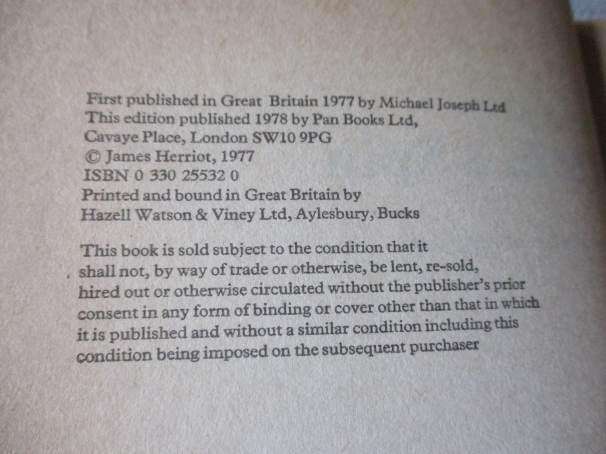 First published in Great Britain 1977 by Michael Joseph Ltd
This edition published 1978 by Pan Books Ltd,
Cavaye Place, London SW10 9PG
© James Herriot, 1977
ISBN 0 330 25532 0
Printed and bound in Great Britain by
Hazell Watson & Viney Ltd, Aylesbury, Bucks
This book is sold subject to the condition that it
shall not, by way of trade or otherwise, be lent, re-sold,
hired out or otherwise circulated without the publisher's prior
consent in any form of binding or cover other than that in which
it is published and without a similar condition including this
condition being imposed on the subsequent purchaser